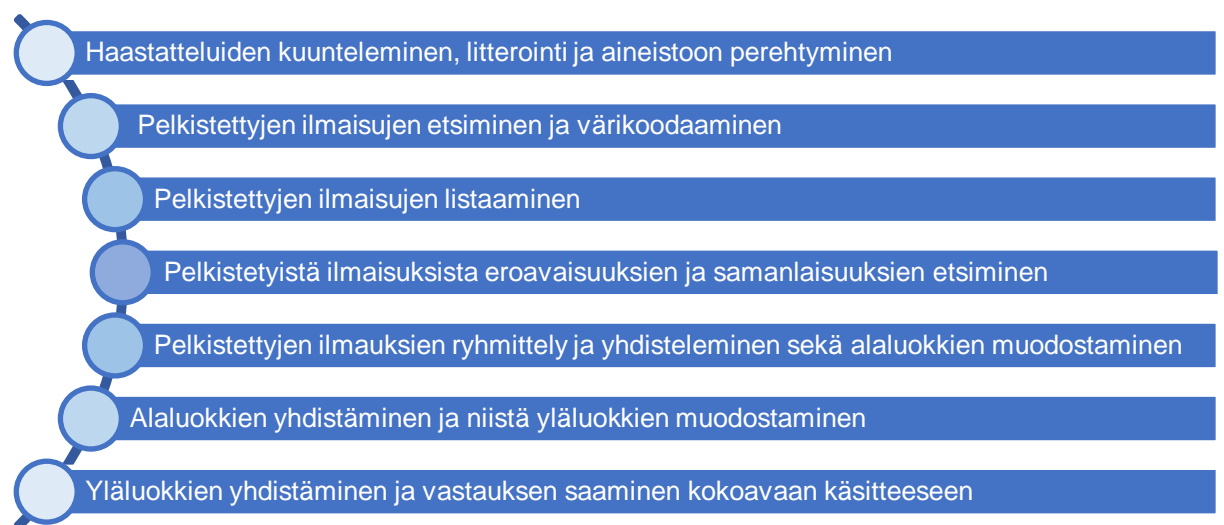 Haastatteluiden kuunteleminen, litterointi ja aineistoon perehtyminen
Pelkistettyjen ilmaisujen etsiminen ja värikoodaaminen
Pelkistettyjen ilmaisujen listaaminen
Pelkistetyistä ilmaisuksista eroavaisuuksien ja samanlaisuuksien etsiminen
Pelkistettyjen ilmauksien ryhmittely ja yhdisteleminen sekä alaluokkien muodostaminen
Alaluokkien yhdistäminen ja niistä yläluokkien muodostaminen
Yläluokkien yhdistäminen ja vastauksen saaminen kokoavaan käsitteeseen